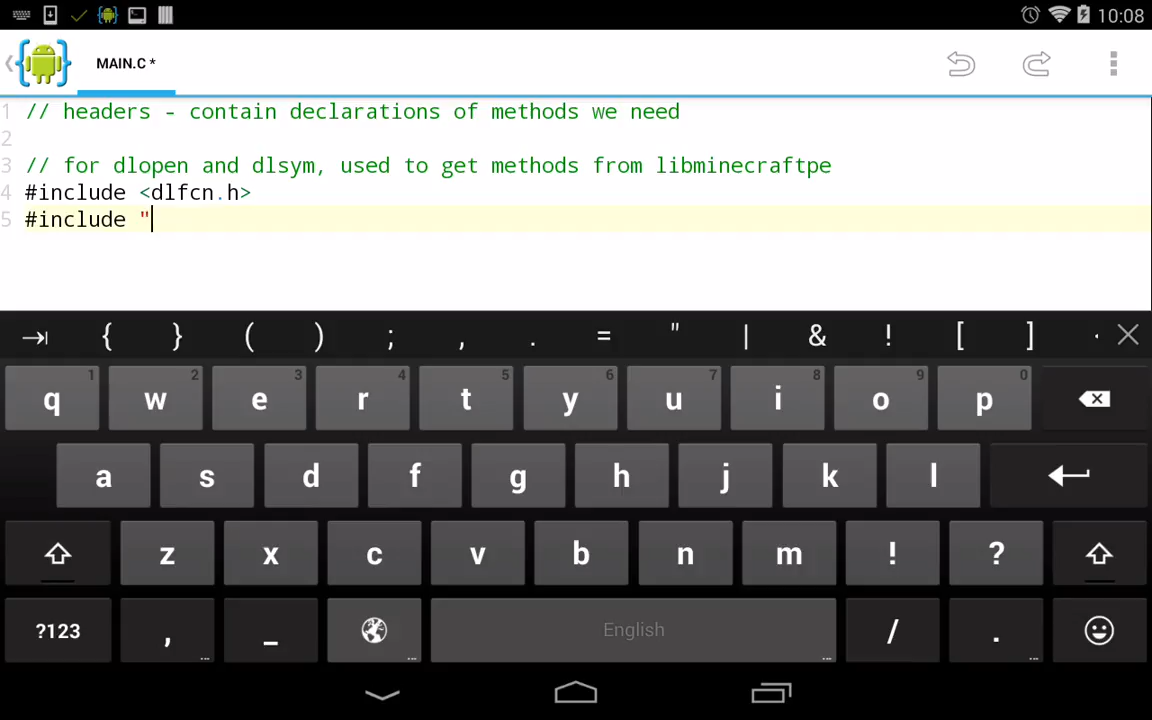 10:08
MAIN.C *
1 // headers - contain declarations of methods we need
2
3 // for dlopen and dlsym, used to get methods from libminecraftpe
4 #include <dlfcn.h>
5 #include "
{ } ( ) ; , . = " | & ! [ ]
q 1 w 2 e 3 r 4 t 5 y 6 u 7 i 8 o 9 p 0
a s d f g h j k l
z x c v b n m ! ?
?123 , _ English / .